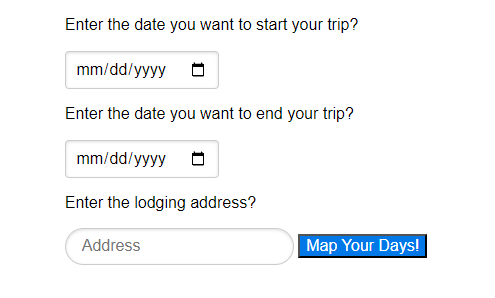 Enter the date you want to start your trip?
mm/dd/yyyy
Enter the date you want to end your trip?
mm/dd/yyyy
Enter the lodging address?
Address Map Your Days!